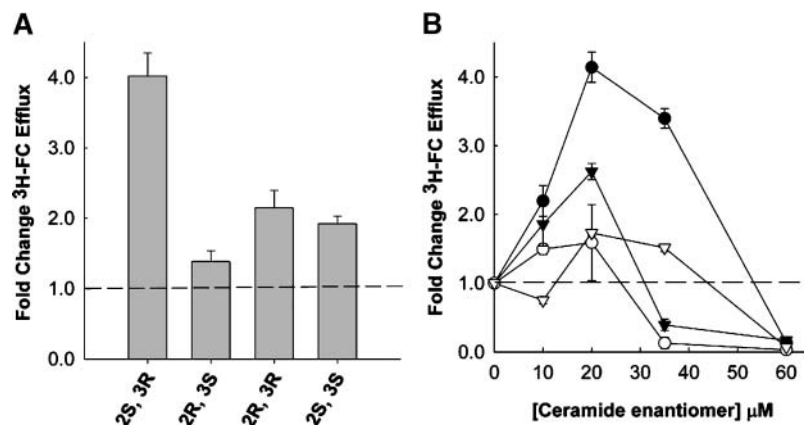 A
Fold Change ³H-FC Efflux
4.0
3.0
2.0
1.0
0.0
2S, 3R
2R, 3S
2R, 3R
2S, 3S
B
Fold Change ³H-FC Efflux
4.0
3.0
2.0
1.0
0.0
0 10 20 30 40 50 60
[Ceramide enantiomer] μM